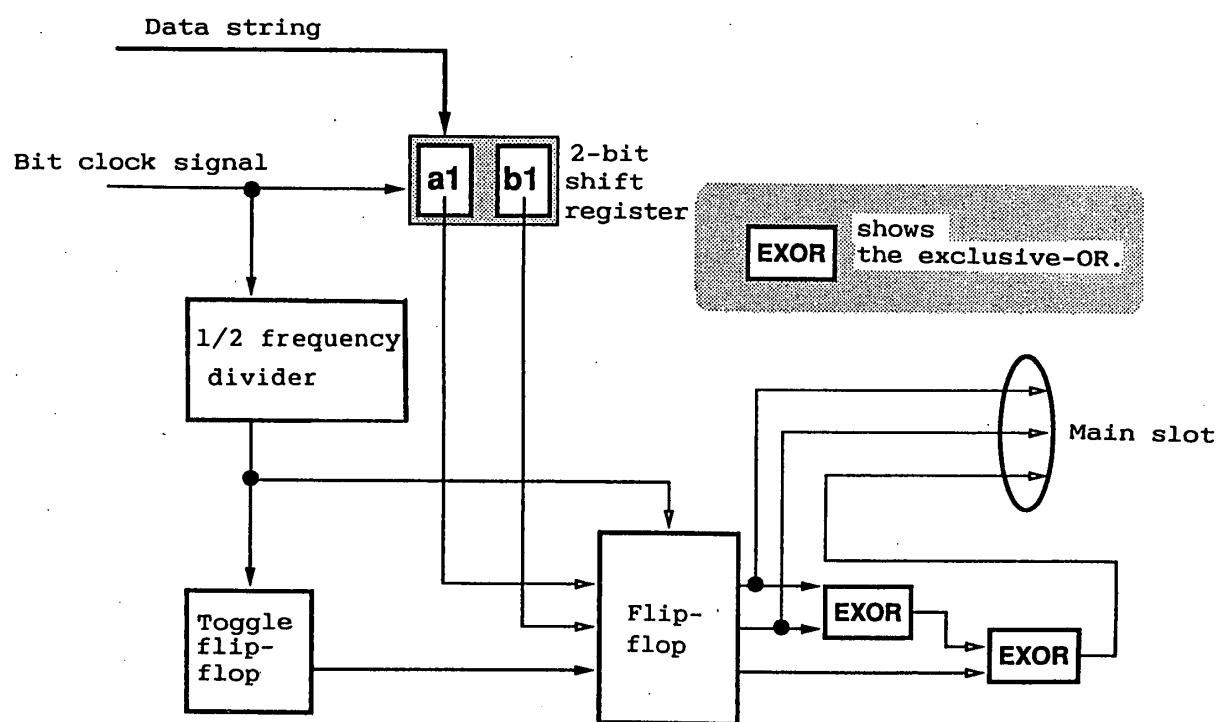 Data string
Bit clock signal
a1
b1
2-bit
shift
register
EXOR
shows
the exclusive-OR.
1/2 frequency
divider
Main slot
Toggle
flip-
flop
Flip-
flop
EXOR
EXOR